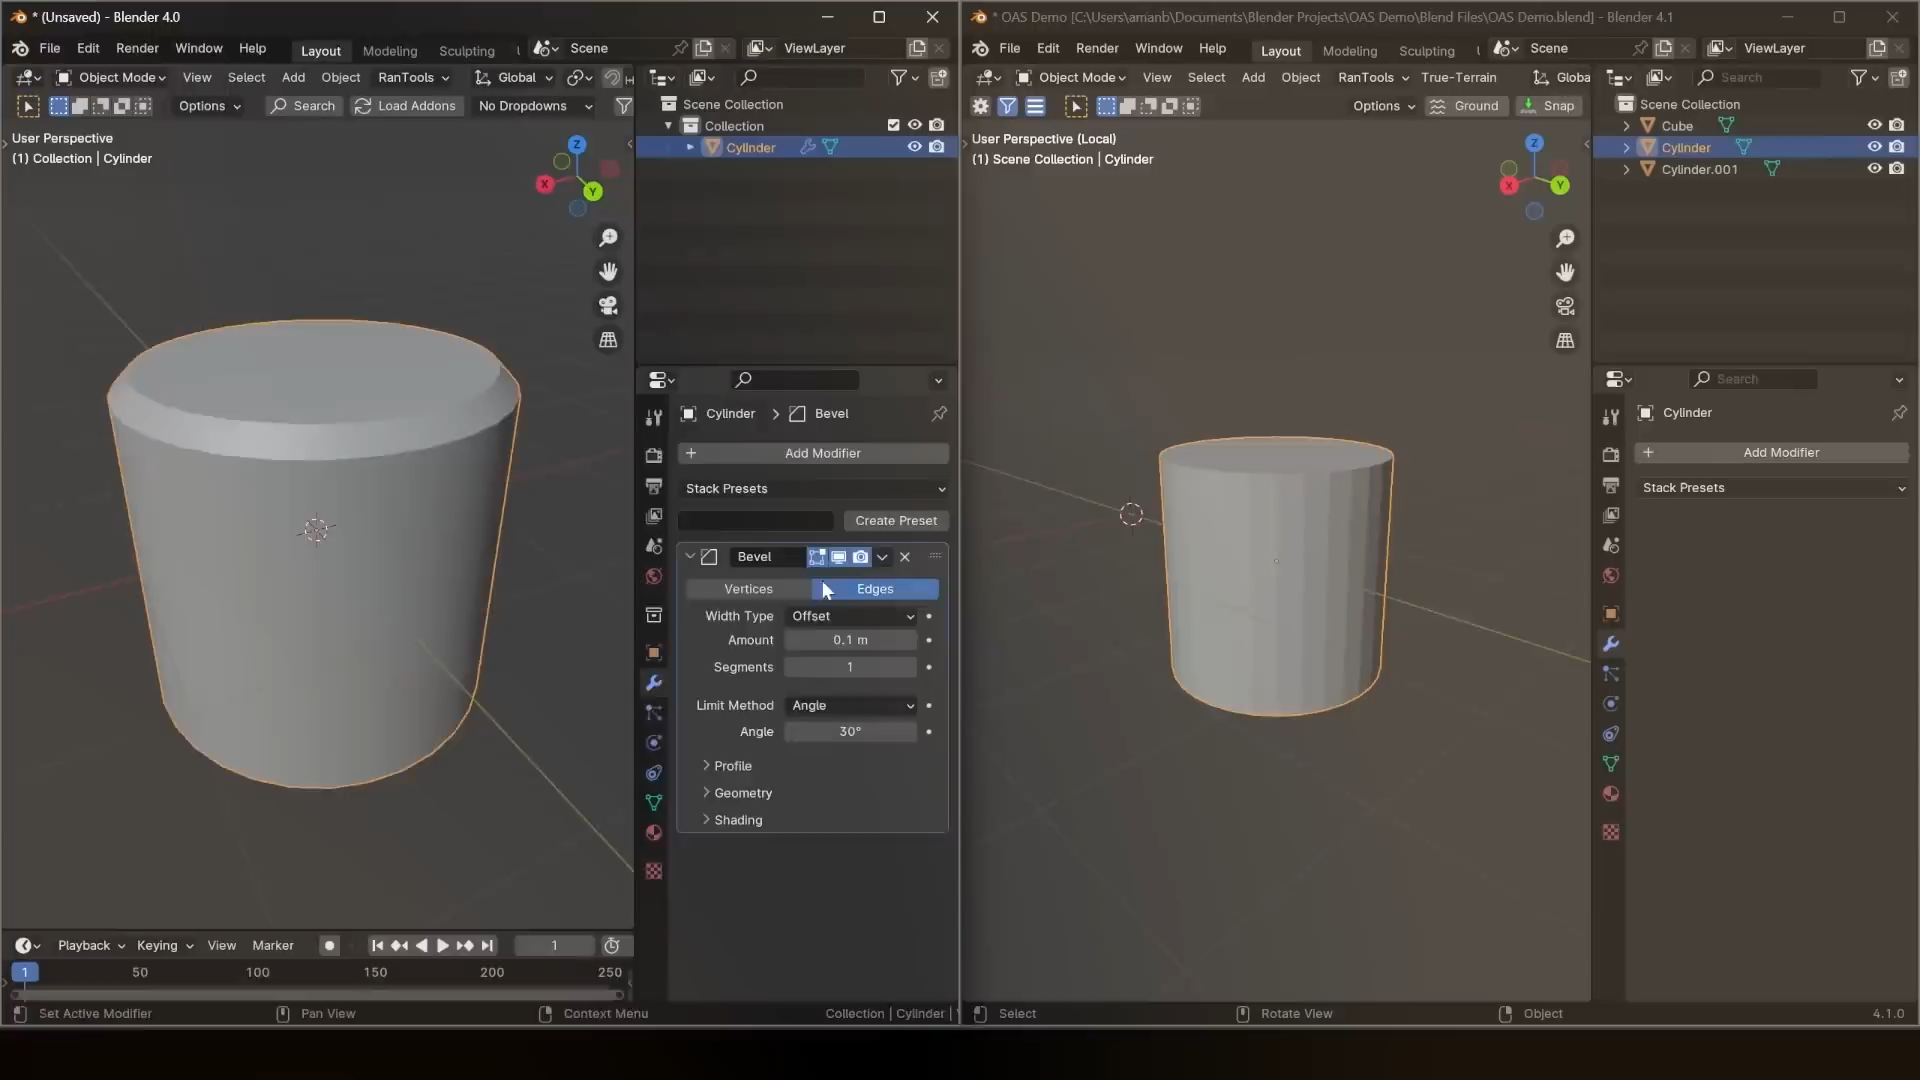 * (Unsaved) - Blender 4.0
File Edit Render Window Help Layout Modeling Sculpting Scene ViewLayer
Object Mode View Select Add Object RanTools Global
Options Search Load Addons No Dropdowns
User Perspective
(1) Collection | Cylinder
X
Y
Z
Scene Collection
Collection
Cylinder
Cylinder > Bevel
Add Modifier
Stack Presets
Create Preset
Bevel
Vertices Edges
Width Type Offset
Amount 0.1 m
Segments 1
Limit Method Angle
Angle 30°
Profile
Geometry
Shading
Playback Keying View Marker 1
1 50 100 150 200 250
Set Active Modifier Pan View Context Menu Collection | Cylinder |
* OAS Demo [C:\Users\amanb\Documents\Blender Projects\OAS Demo\Blend Files\OAS Demo.blend] - Blender 4.1
File Edit Render Window Help Layout Modeling Sculpting Scene ViewLayer
Object Mode View Select Add Object RanTools True-Terrain Globa
Options Ground Snap
User Perspective (Local)
(1) Scene Collection | Cylinder
X
Y
Z
Search
Scene Collection
Cube
Cylinder
Cylinder.001
Search
Cylinder
Add Modifier
Stack Presets
Select Rotate View Object 4.1.0